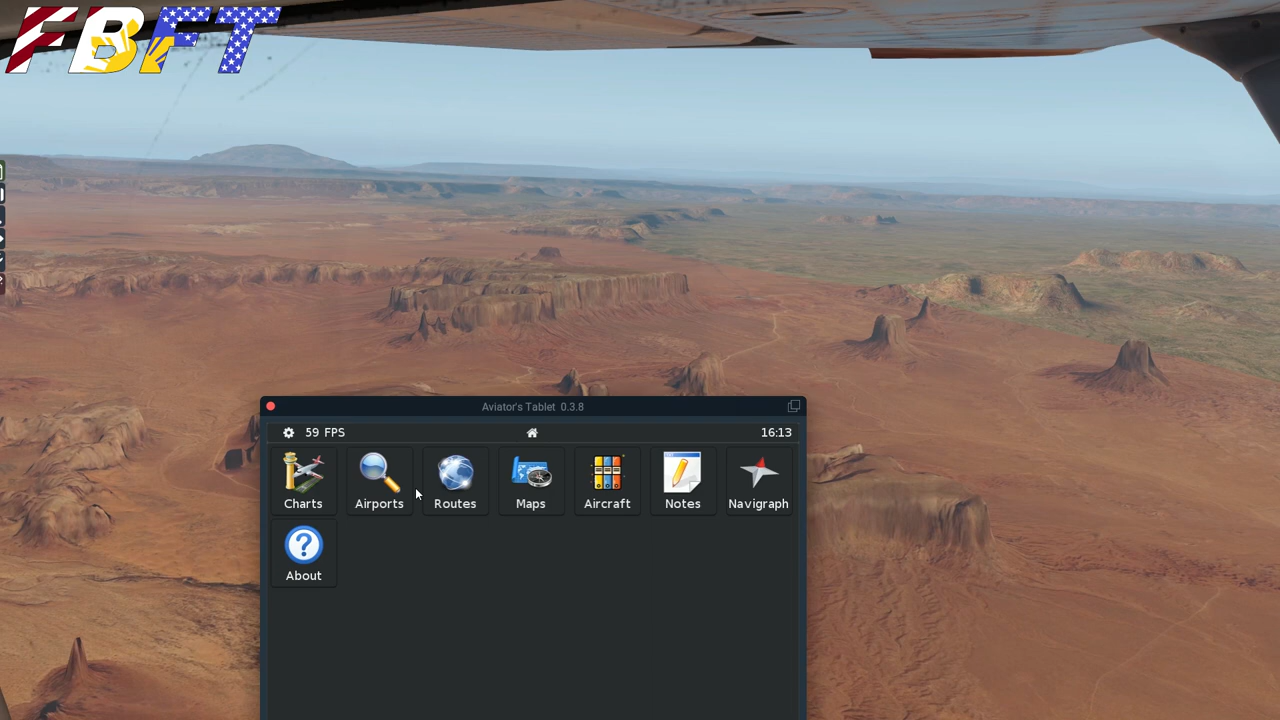 FBFT
Aviator's Tablet 0.3.8
59 FPS
16:13
Charts
Airports
Routes
Maps
Aircraft
Notes
Navigraph
About